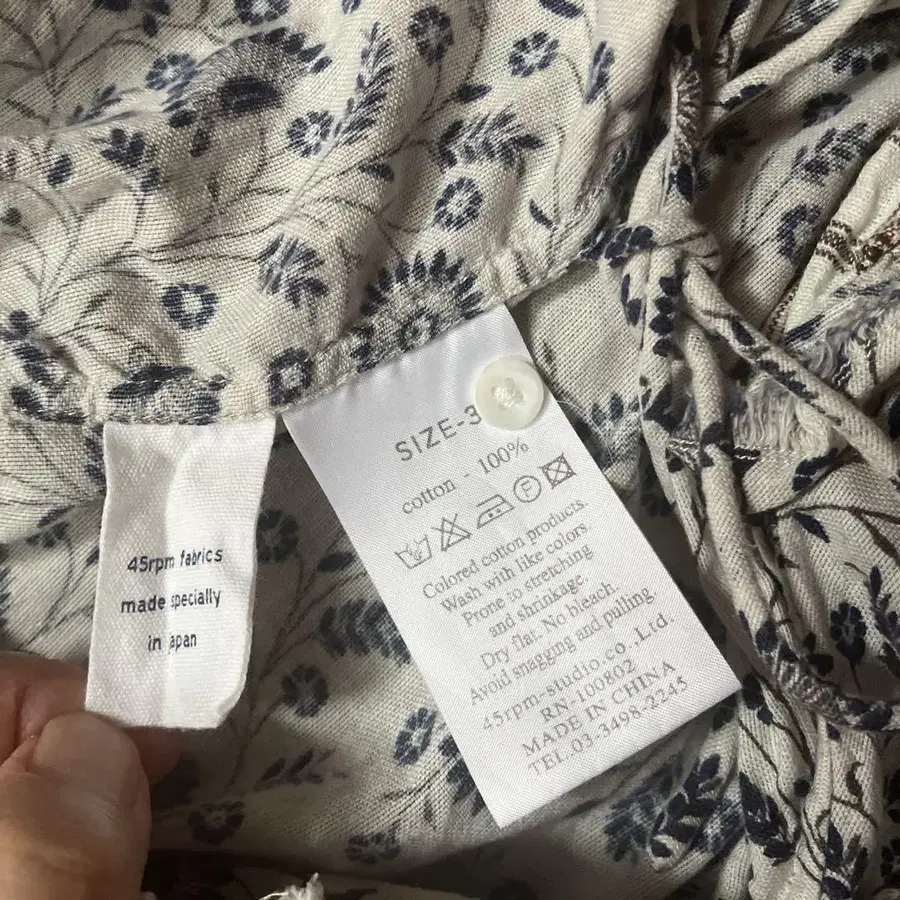 45rpm fabrics
made specially
in japan
SIZE-3
cotton - 100%
F
Colored cotton products.
Wash with like colors.
Prone to stretching
and shrinkage.
Dry flat. No bleach.
Avoid snagging and pulling.
45rpm-studio.co.,Ltd.
RN-100802
MADE IN CHINA
TEL.03-3498-2245